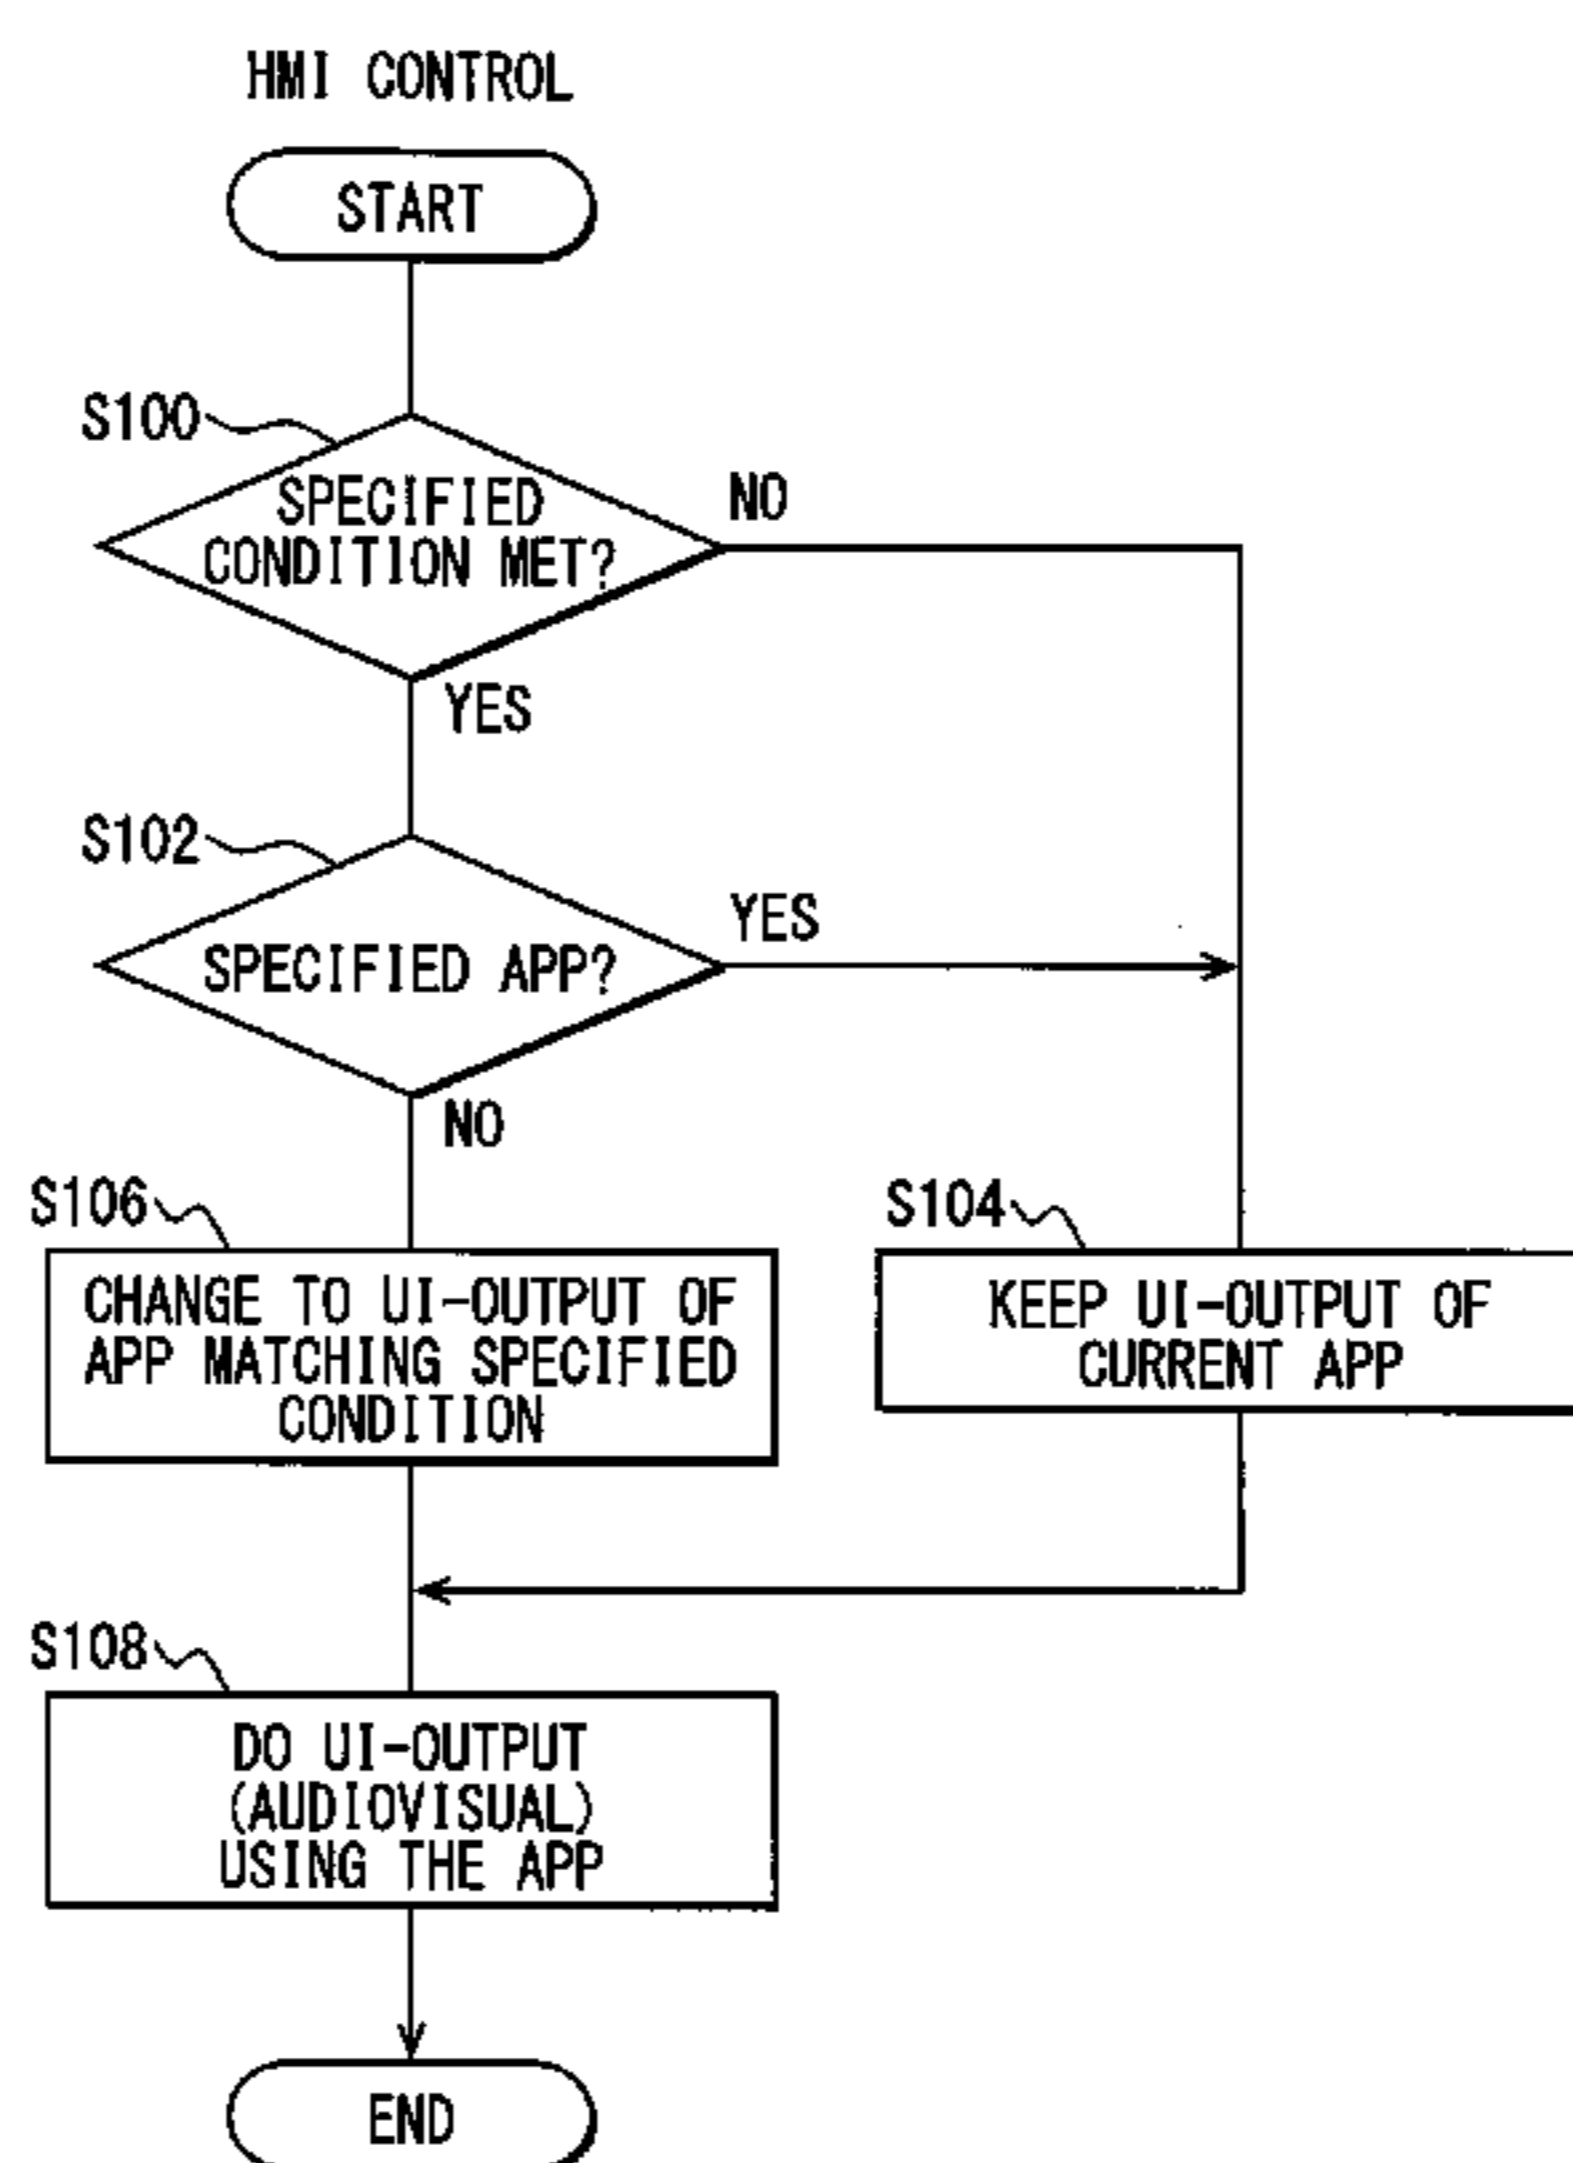 HMI CONTROL
START
S100
SPECIFIED
CONDITION MET?
NO
YES
S102
SPECIFIED APP?
YES
NO
S106
CHANGE TO UI-OUTPUT OF
APP MATCHING SPECIFIED
CONDITION
S104
KEEP UI-OUTPUT OF
CURRENT APP
S108
DO UI-OUTPUT
(AUDIOVISUAL)
USING THE APP
END